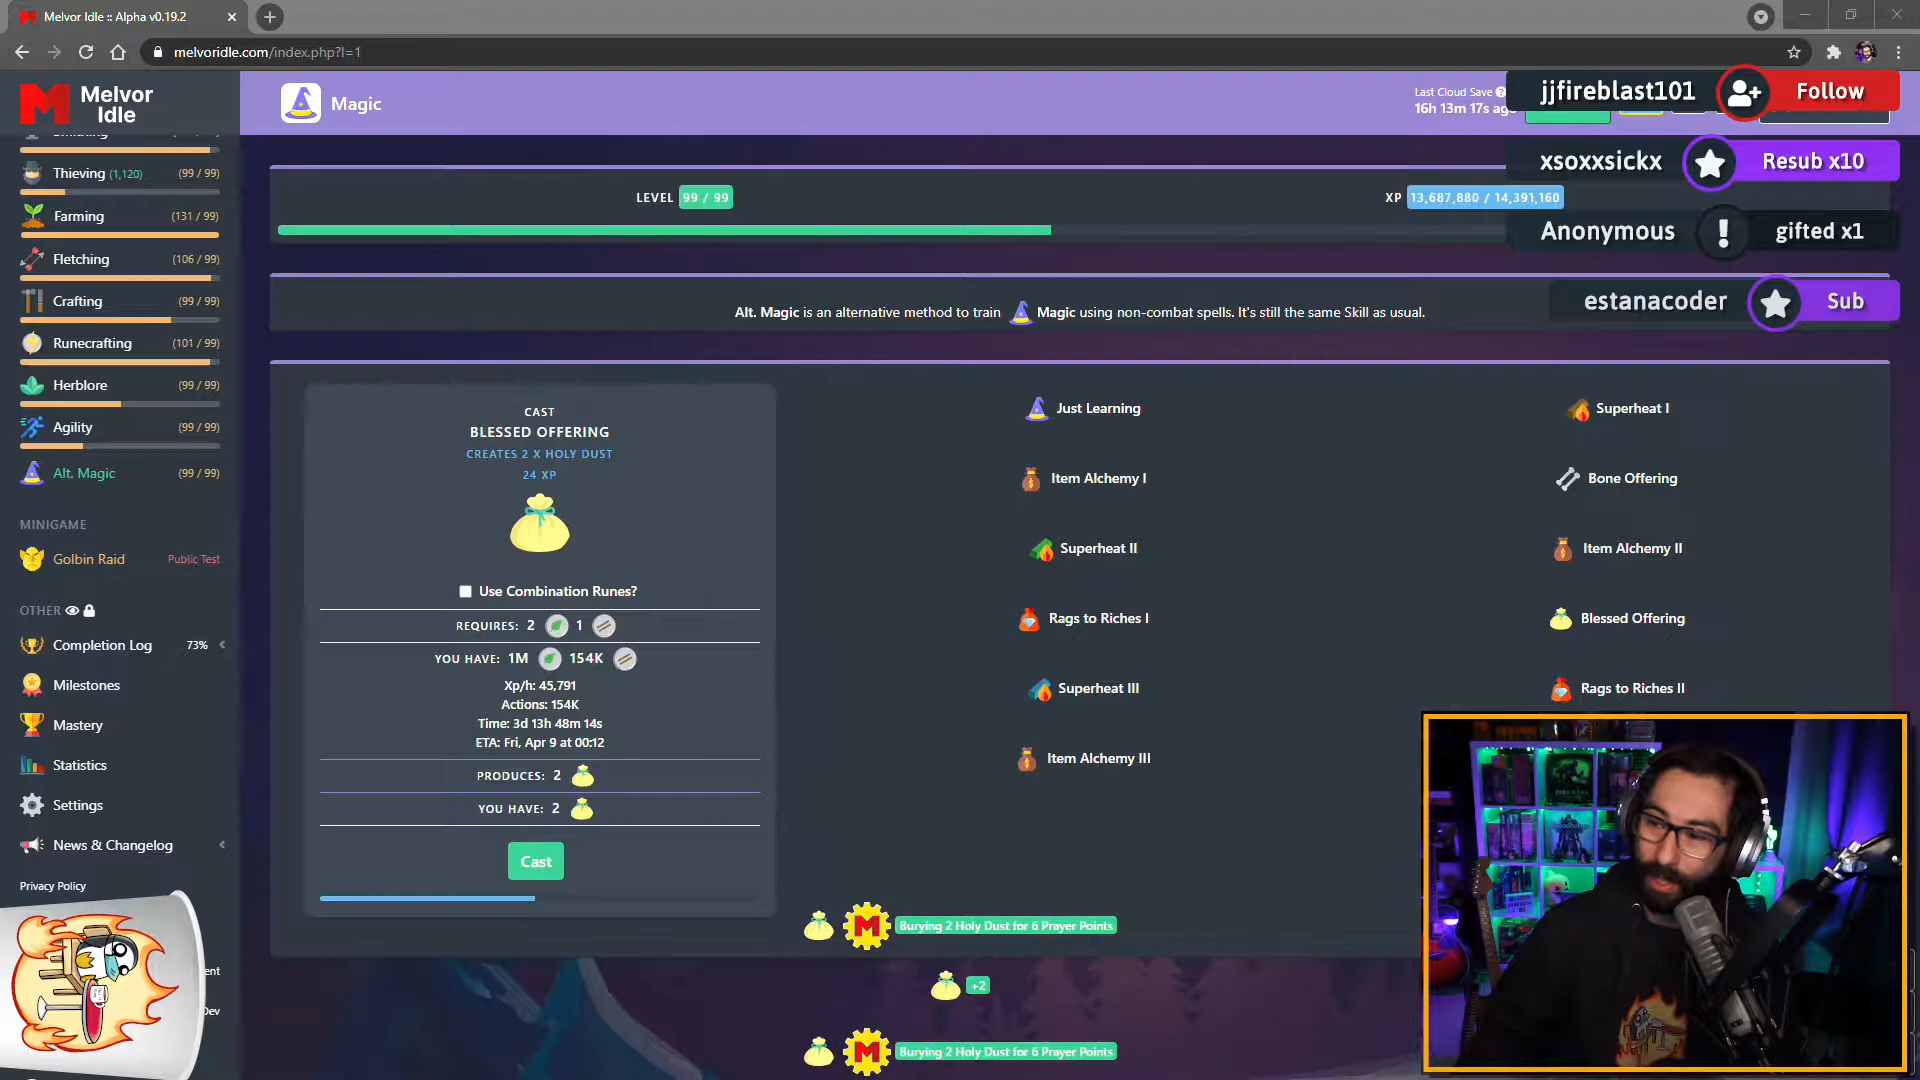 Melvor Idle :: Alpha v0.19.2
melvoridle.com/index.php?l=1
Melvor
Idle
Magic
Last Cloud Save
16h 13m 17s ago
jjfireblast101
Follow
xsoxxsickx
Resub x10
Anonymous
gifted x1
estanacoder
Sub
Thieving (1,120) (99 / 99)
Farming (131 / 99)
Fletching (106 / 99)
Crafting (99 / 99)
Runecrafting (101 / 99)
Herblore (99 / 99)
Agility (99 / 99)
Alt. Magic (99 / 99)
MINIGAME
Golbin Raid Public Test
OTHER
Completion Log 73%
Milestones
Mastery
Statistics
Settings
News & Changelog
Privacy Policy
LEVEL 99 / 99
XP 13,687,880 / 14,391,160
Alt. Magic is an alternative method to train Magic using non-combat spells. It's still the same Skill as usual.
CAST
BLESSED OFFERING
CREATES 2 X HOLY DUST
24 XP
Use Combination Runes?
REQUIRES: 2 1
YOU HAVE: 1M 154K
Xp/h: 45,791
Actions: 154K
Time: 3d 13h 48m 14s
ETA: Fri, Apr 9 at 00:12
PRODUCES: 2
YOU HAVE: 2
Cast
Just Learning
Superheat I
Item Alchemy I
Bone Offering
Superheat II
Item Alchemy II
Rags to Riches I
Blessed Offering
Superheat III
Rags to Riches II
Item Alchemy III
Burying 2 Holy Dust for 6 Prayer Points
+2
Burying 2 Holy Dust for 6 Prayer Points